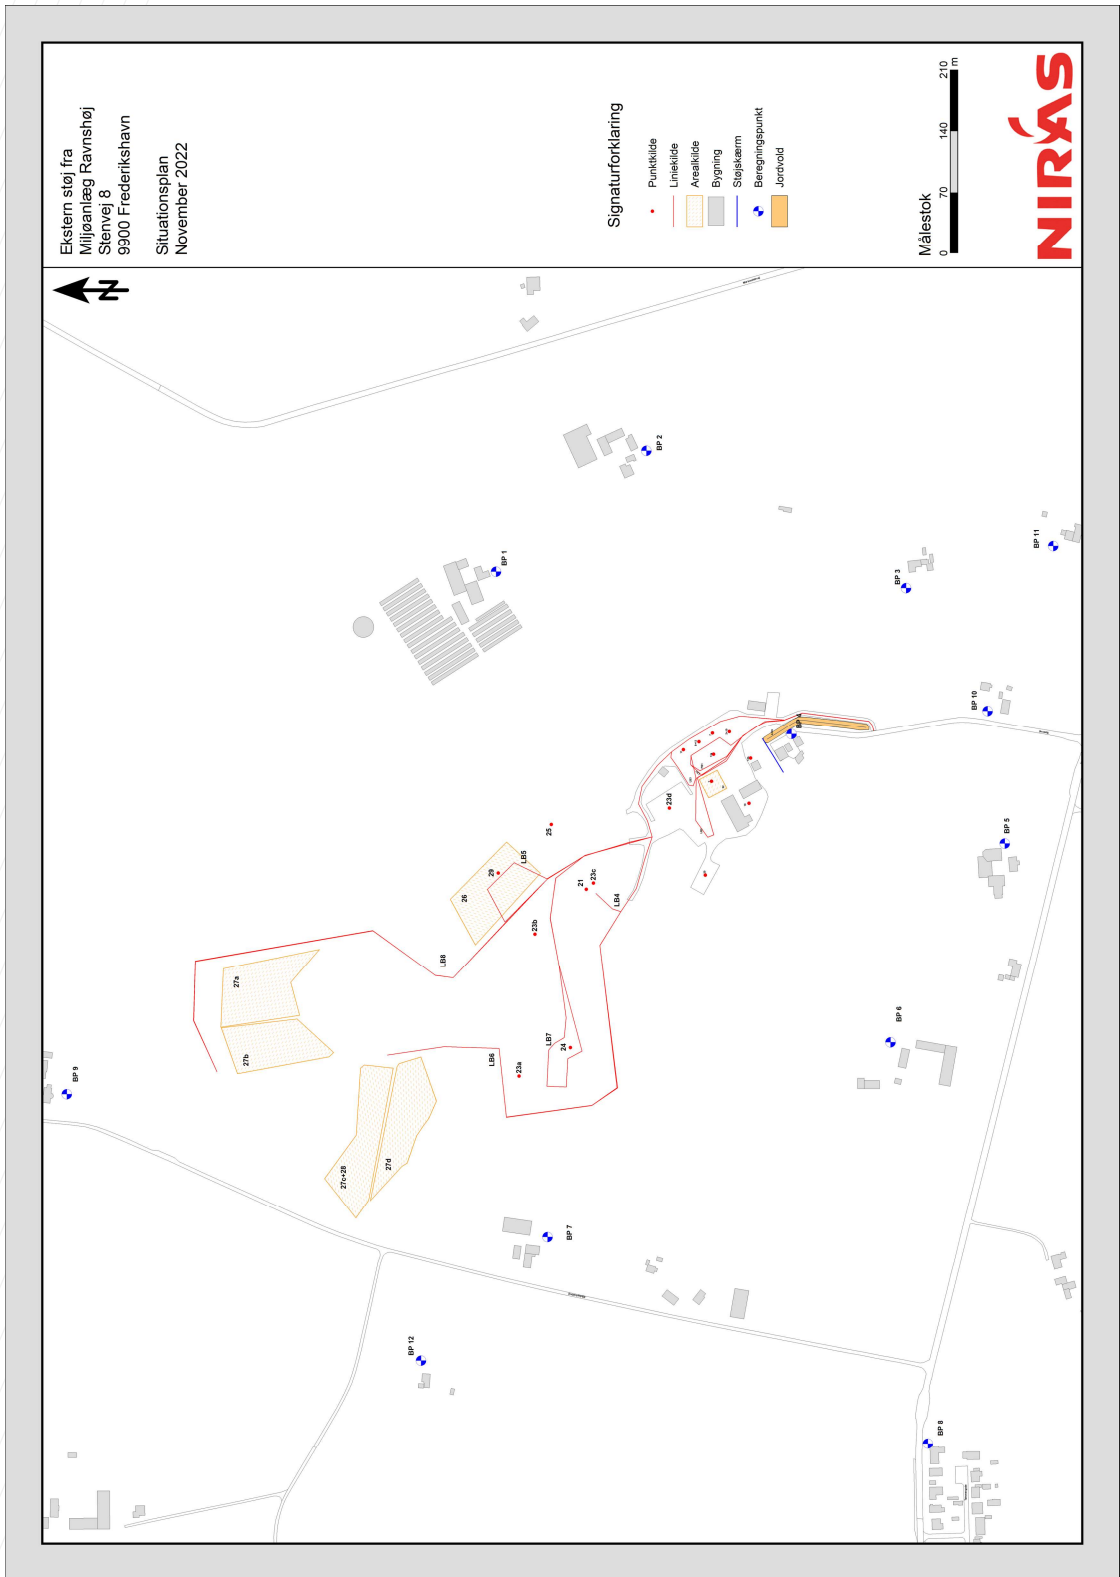 Ekstern støj fra
Miljøanlæg Ravnshøj
Stenvej 8
9900 Frederikshavn
Situationsplan
November 2022
Signaturforklaring
Punktkilde
Liniekilde
Arealkilde
Bygning
Støjskærm
Beregningspunkt
Jordvold
Målestok
0 70 140 210
m
NIRAS
N
BP 9
27a
27b
LB8
26
29
LB5
25
23b
21
23c
LB4
23d
LB6
23a
LB7
24
27c+28
27d
BP 1
BP 2
BP 3
BP 11
BP 10
BP 5
BP 6
BP 7
BP 12
BP 8